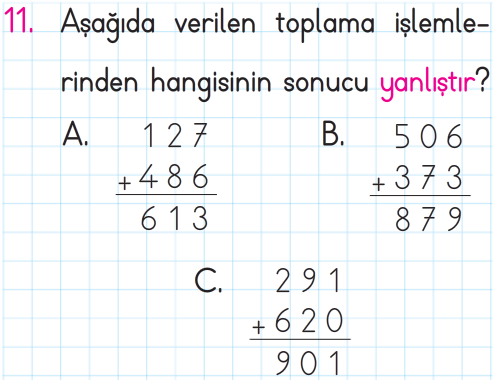 11. Aşağıda verilen toplama işlemle-
rinden hangisinin sonucu yanlıştır?
A. 127
+ 486
613
B. 506
+ 373
879
C. 291
+ 620
901